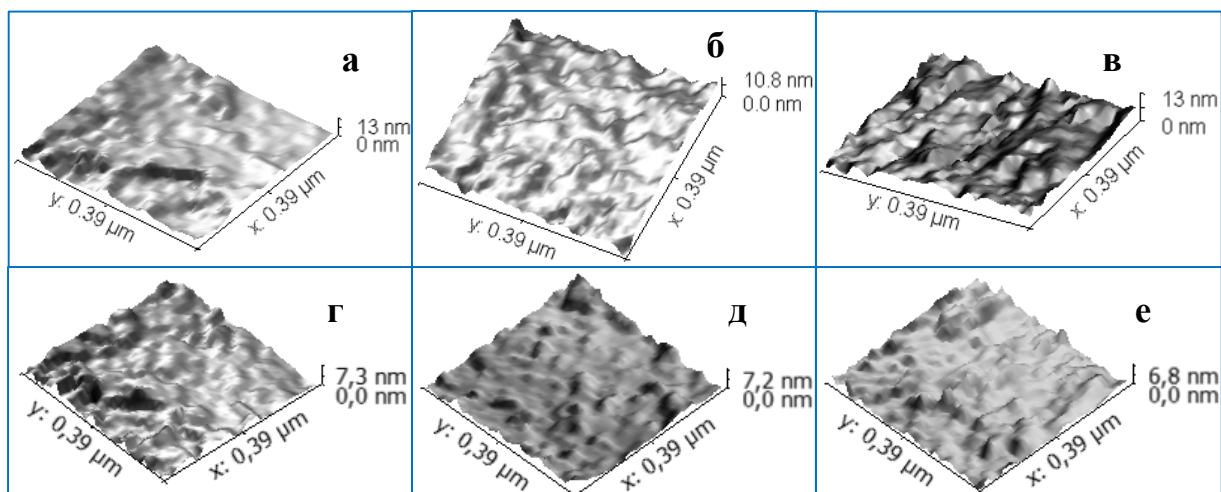 а
13 nm
0 nm
y: 0.39 µm
x: 0.39 µm
б
10.8 nm
0.0 nm
y: 0.39 µm
x: 0.39 µm
в
13 nm
0 nm
y: 0.39 µm
x: 0.39 µm
г
7,3 nm
0,0 nm
y: 0,39 µm
x: 0,39 µm
д
7,2 nm
0,0 nm
y: 0,39 µm
x: 0,39 µm
е
6,8 nm
0,0 nm
y: 0,39 µm
x: 0,39 µm